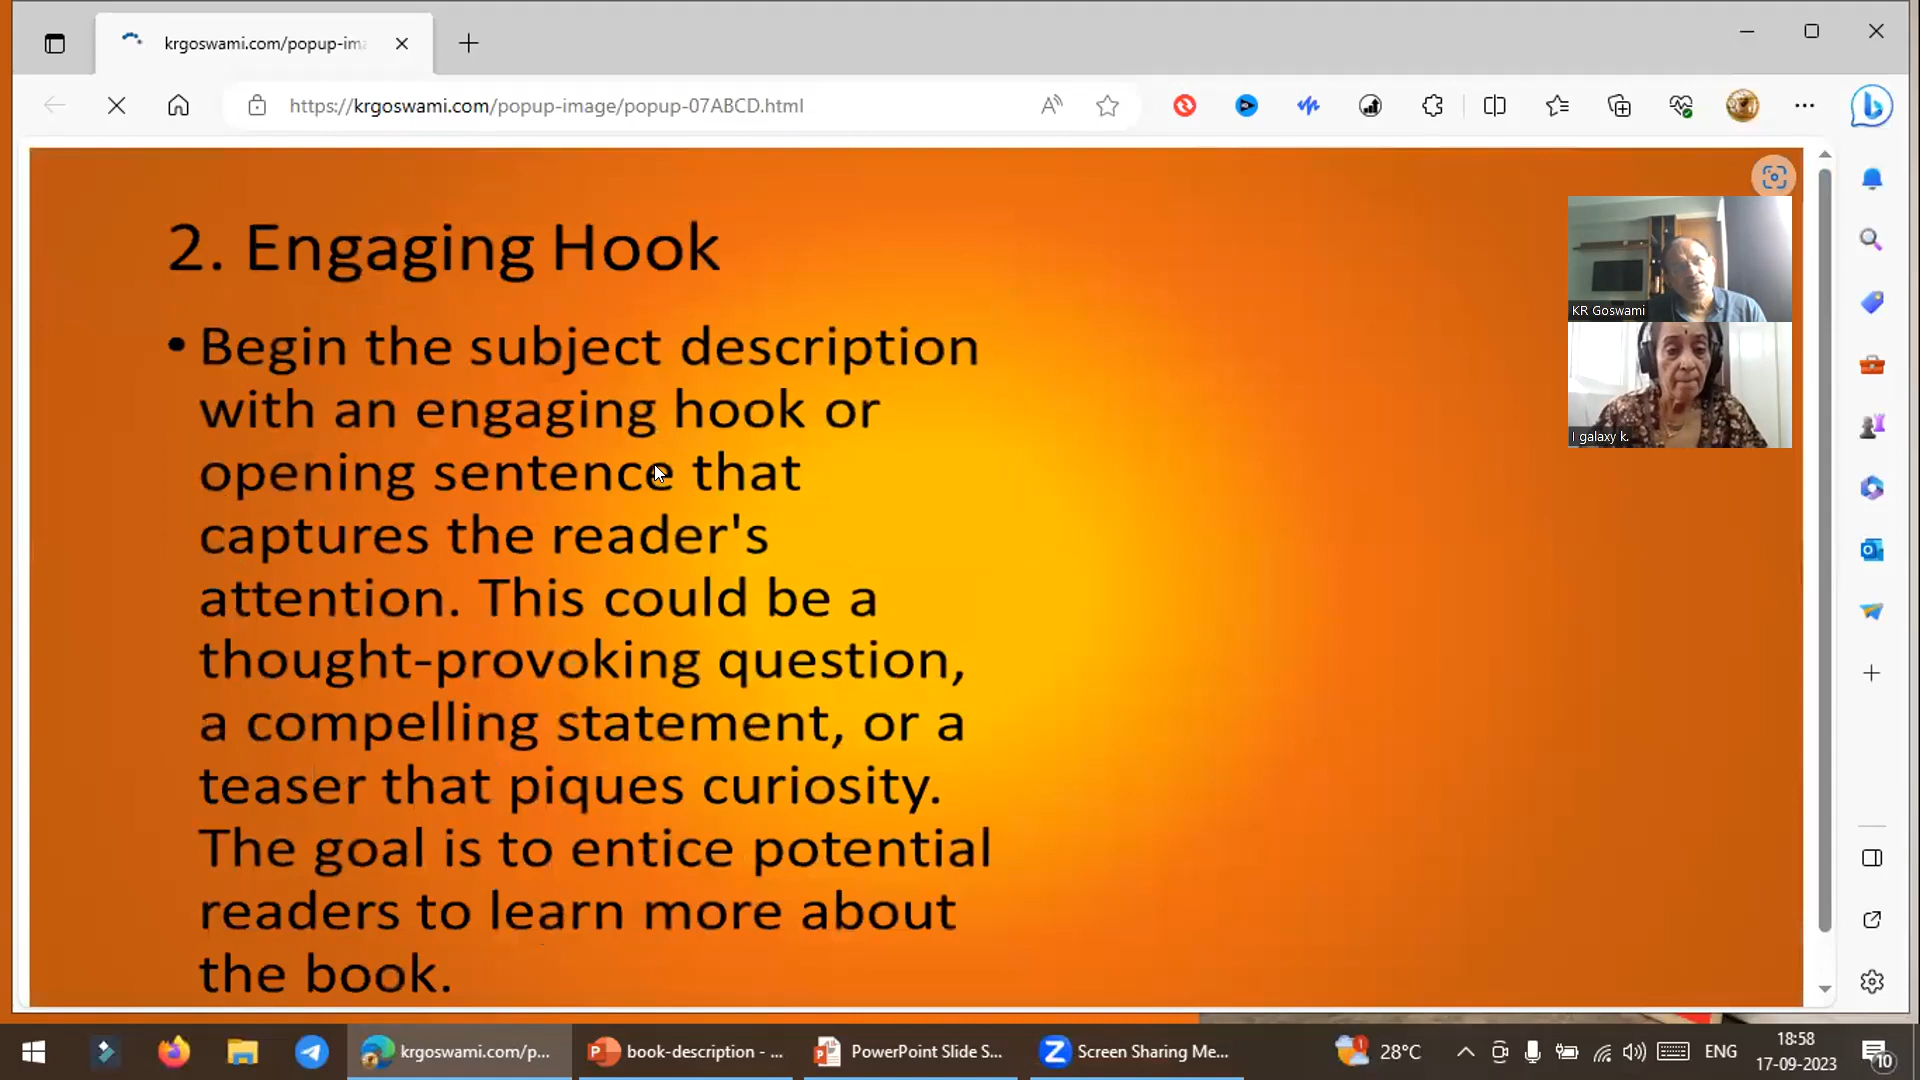 krgoswami.com/popup-ima
https://krgoswami.com/popup-image/popup-07ABCD.html
2. Engaging Hook
• Begin the subject description
with an engaging hook or
opening sentence that
captures the reader's
attention. This could be a
thought-provoking question,
a compelling statement, or a
teaser that piques curiosity.
The goal is to entice potential
readers to learn more about
the book.
KR Goswami
I galaxy k.
krgoswami.com/p...
book-description - ...
PowerPoint Slide S...
Screen Sharing Me...
28°C
ENG
18:58
17-09-2023
10